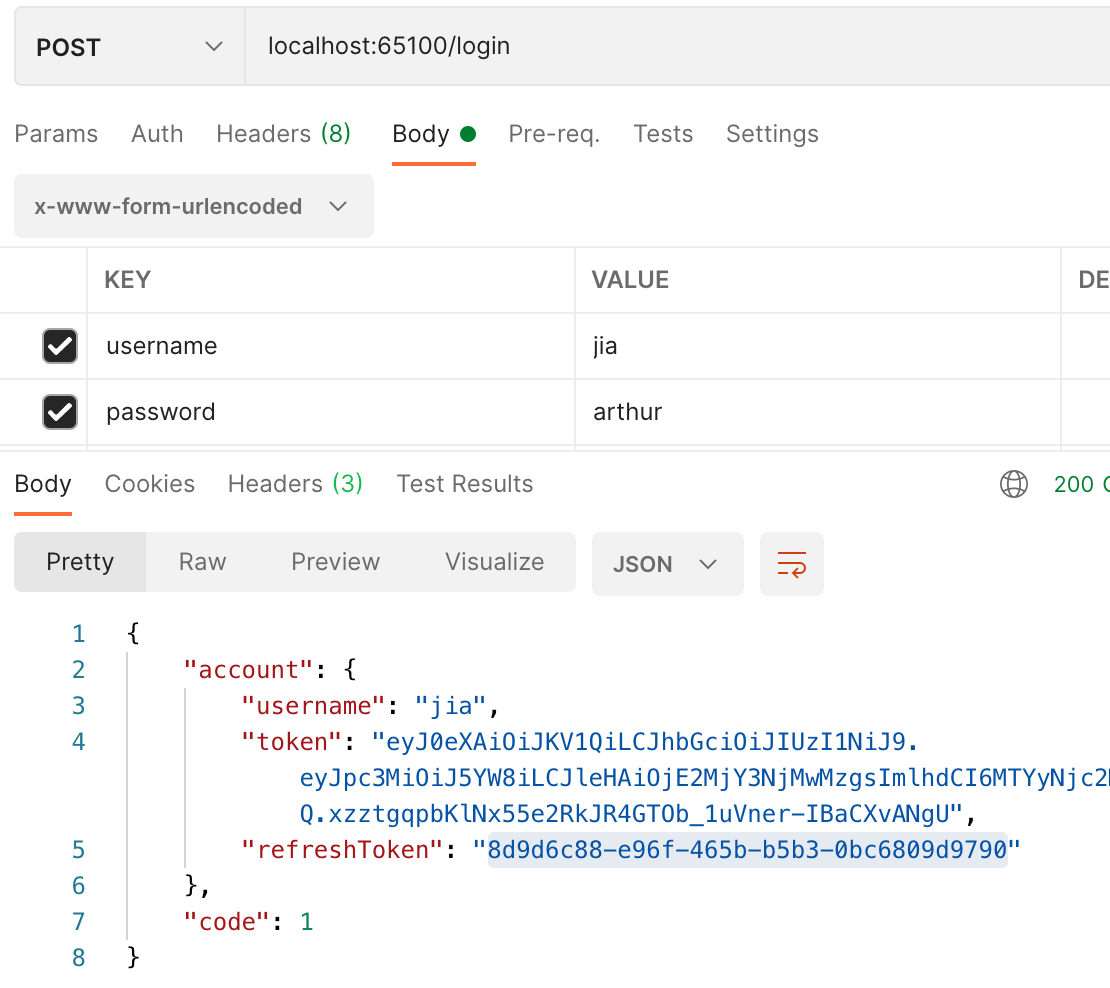 POST localhost:65100/login
Params Auth Headers (8) Body Pre-req. Tests Settings
x-www-form-urlencoded
KEY VALUE DE
username jia
password arthur
Body Cookies Headers (3) Test Results 200
Pretty Raw Preview Visualize JSON
1 {
2 "account": {
3 "username": "jia",
4 "token": "eyJ0eXAiOiJKV1QiLCJhbGciOiJIUzI1NiJ9.
eyJpc3MiOiJ5YW8iLCJleHAiOjE2MjY3NjMwMzgsImlhdCI6MTYyNjc2M
Q.xzztgqpbKlNx55e2RkJR4GTOb_1uVner-IBaCXvANgU",
5 "refreshToken": "8d9d6c88-e96f-465b-b5b3-0bc6809d9790"
6 },
7 "code": 1
8 }